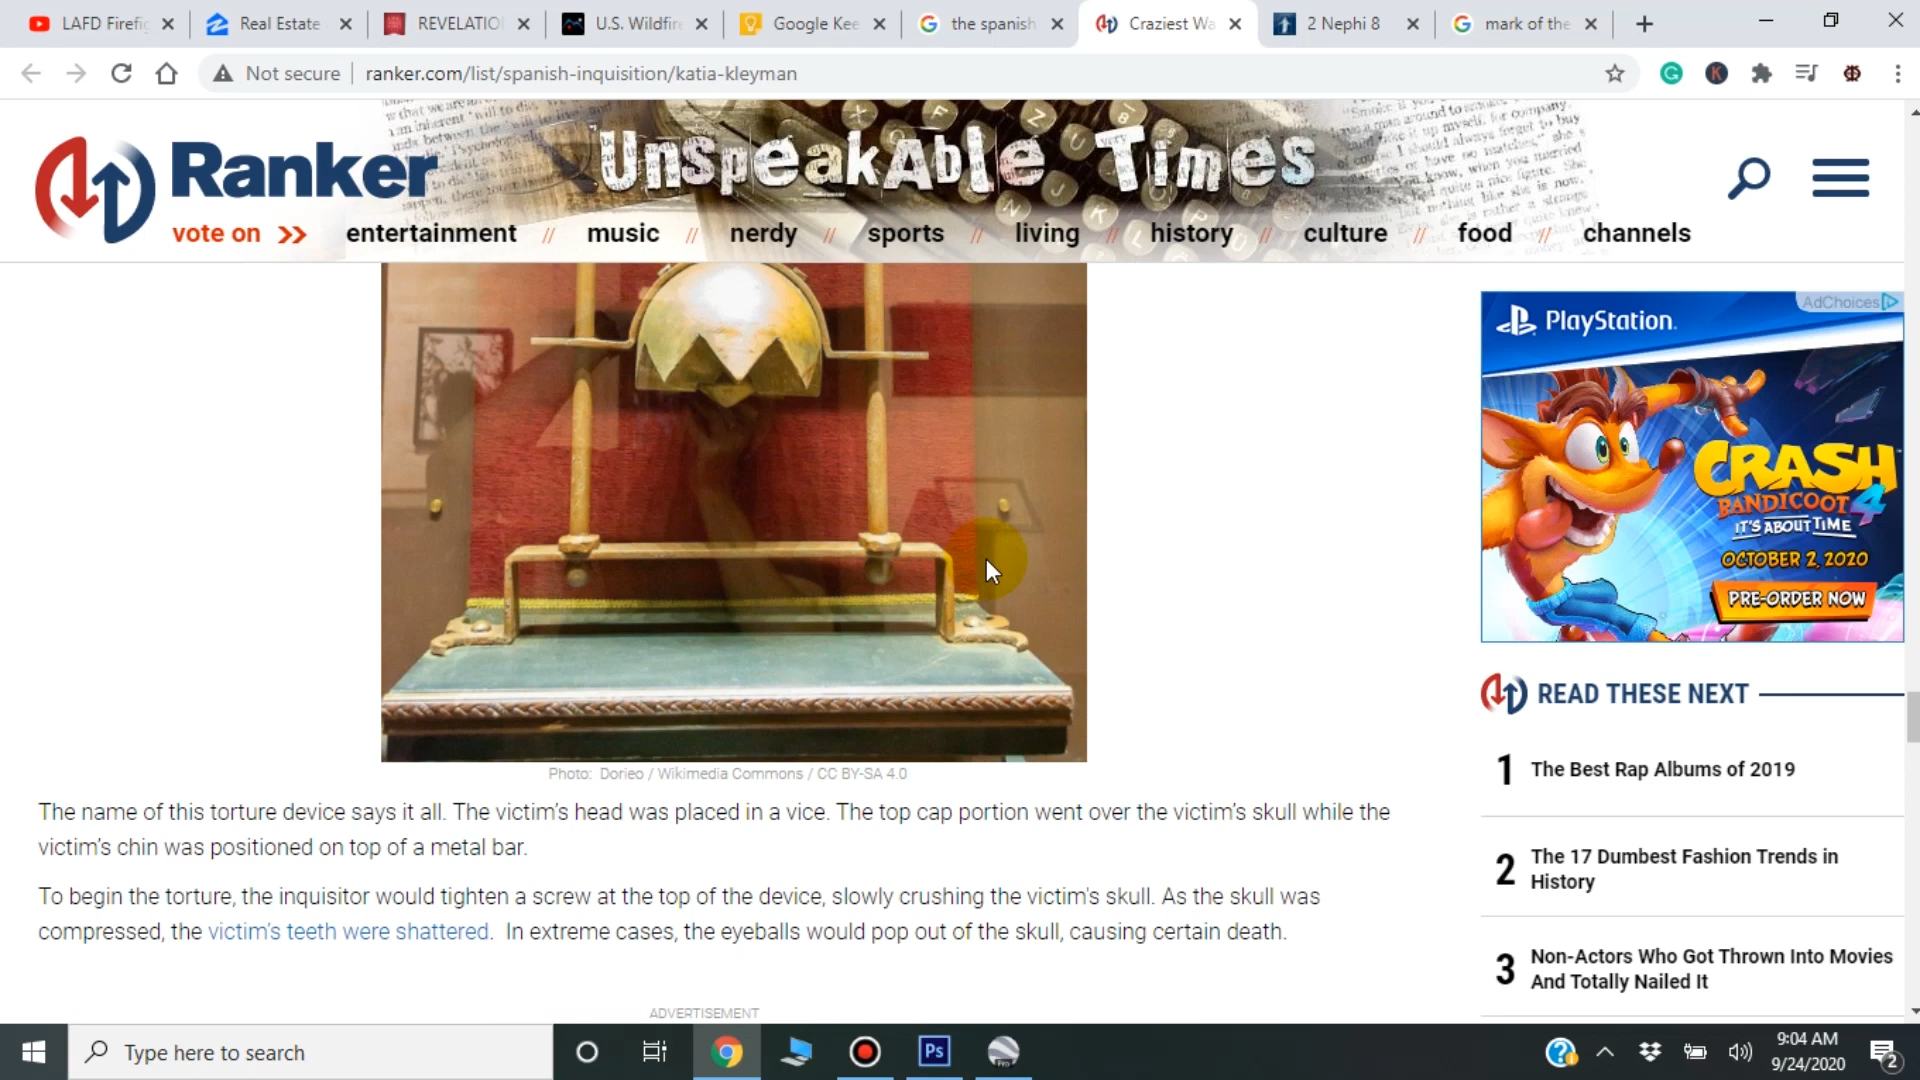 LAFD Firefig
Real Estate
REVELATIO
U.S. Wildfire
Google Kee
the spanish
Craziest Wa
2 Nephi 8
mark of the
Not secure
ranker.com/list/spanish-inquisition/katia-kleyman
K
Ranker
Unspeakable Times
vote on >>
entertainment // music // nerdy // sports // living // history // culture // food // channels
AdChoices
PlayStation.
CRASH
BANDICOOT 4
IT'S ABOUT TIME
OCTOBER 2, 2020
PRE-ORDER NOW
Photo: Dorieo / Wikimedia Commons / CC BY-SA 4.0
The name of this torture device says it all. The victim's head was placed in a vice. The top cap portion went over the victim's skull while the
victim's chin was positioned on top of a metal bar.
To begin the torture, the inquisitor would tighten a screw at the top of the device, slowly crushing the victim's skull. As the skull was
compressed, the victim's teeth were shattered. In extreme cases, the eyeballs would pop out of the skull, causing certain death.
ADVERTISEMENT
READ THESE NEXT
1 The Best Rap Albums of 2019
2 The 17 Dumbest Fashion Trends in
History
3 Non-Actors Who Got Thrown Into Movies
And Totally Nailed It
Type here to search
Ps
9:04 AM
9/24/2020
2